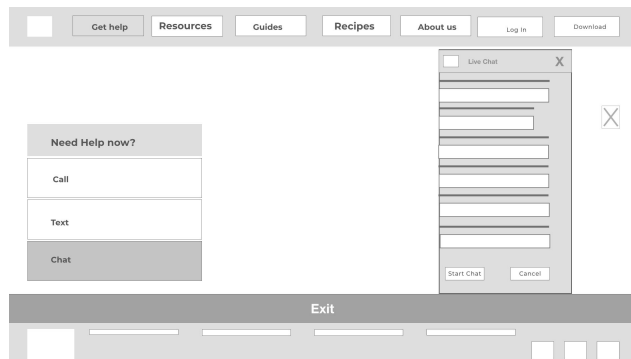 Get help
Resources
Guides
Recipes
About us
Log In
Download
Live Chat
X
Need Help now?
Call
Text
Chat
Start Chat
Cancel
Exit